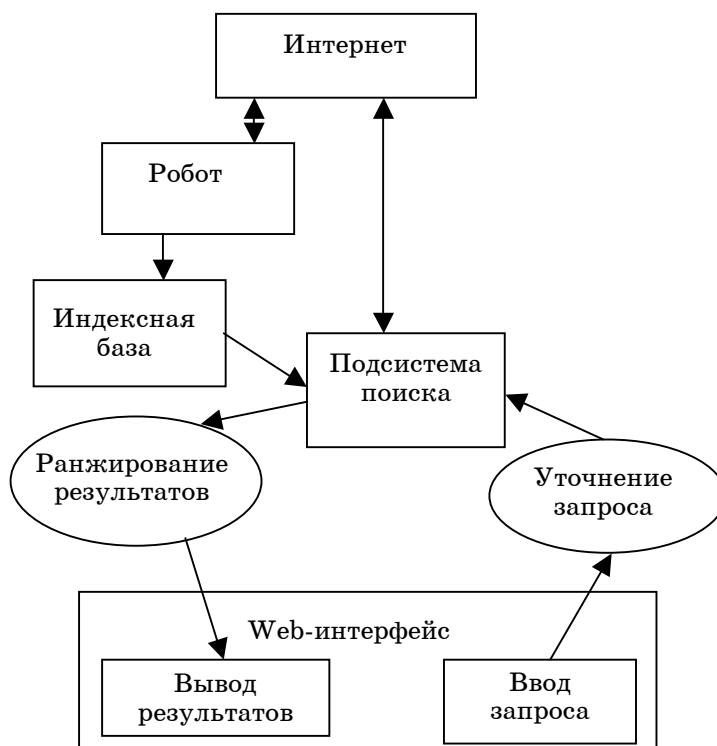 Интернет
Робот
Индексная
база
Подсистема
поиска
Ранжирование
результатов
Уточнение
запроса
Web-интерфейс
Вывод
результатов
Ввод
запроса